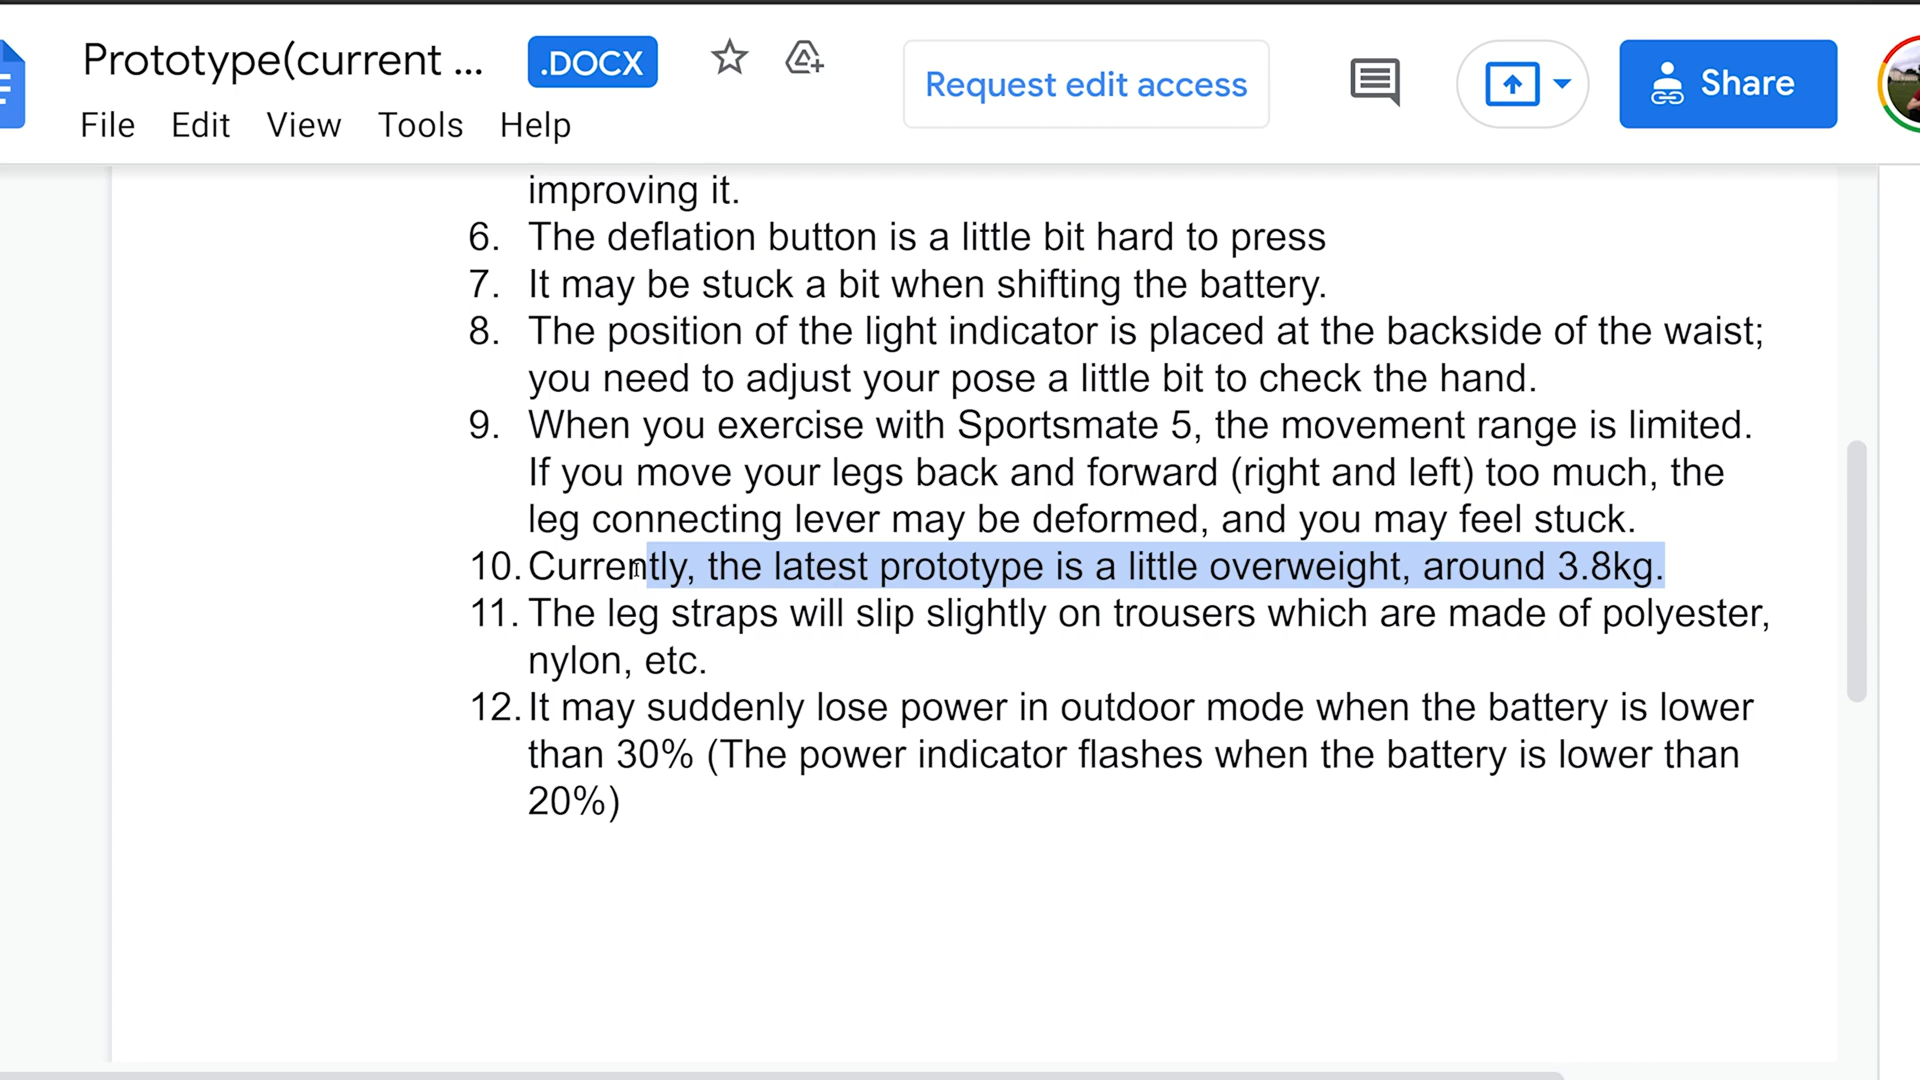 Prototype(current ...
.DOCX
Request edit access
Share
File Edit View Tools Help
improving it.
6. The deflation button is a little bit hard to press
7. It may be stuck a bit when shifting the battery.
8. The position of the light indicator is placed at the backside of the waist;
you need to adjust your pose a little bit to check the hand.
9. When you exercise with Sportsmate 5, the movement range is limited.
If you move your legs back and forward (right and left) too much, the
leg connecting lever may be deformed, and you may feel stuck.
10. Currently, the latest prototype is a little overweight, around 3.8kg.
11. The leg straps will slip slightly on trousers which are made of polyester,
nylon, etc.
12. It may suddenly lose power in outdoor mode when the battery is lower
than 30% (The power indicator flashes when the battery is lower than
20%)